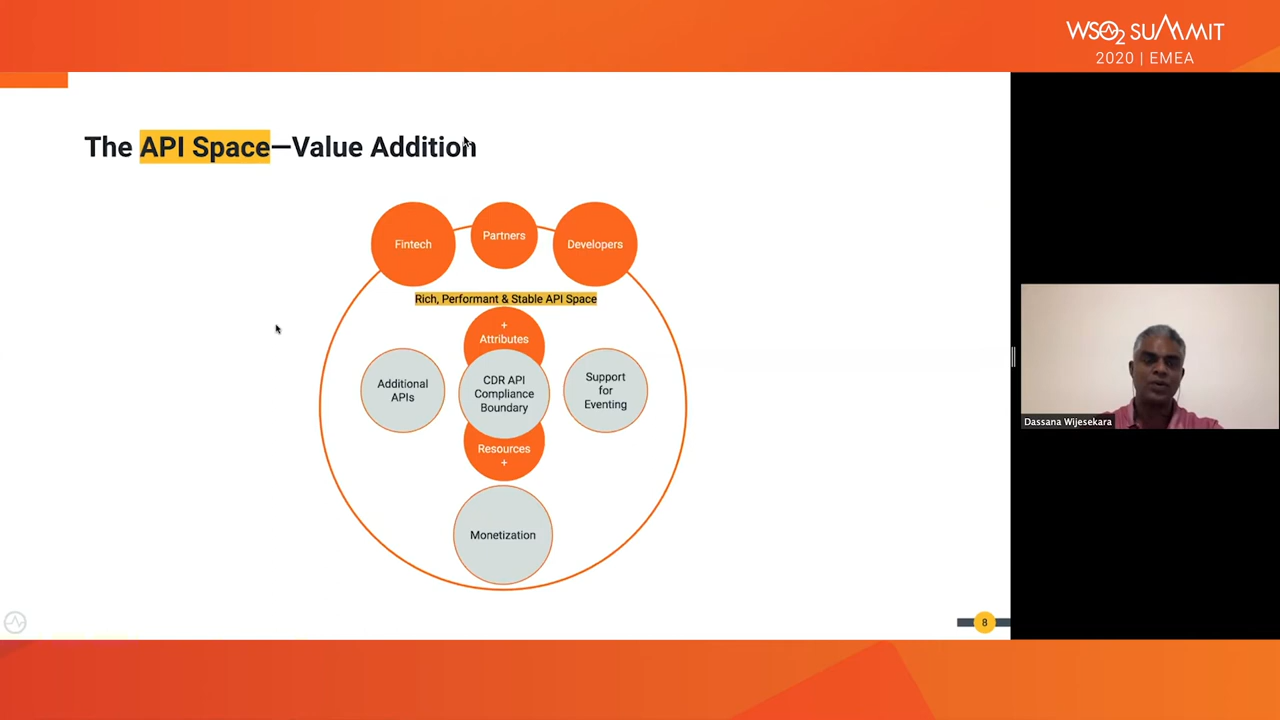 WSO2 SUMMIT
2020 | EMEA
The API Space—Value Addition
Fintech
Partners
Developers
Rich, Performant & Stable API Space
+
Attributes
Additional
APIs
CDR API
Compliance
Boundary
Support
for
Eventing
Resources
+
Monetization
Dassana Wijesekara
8